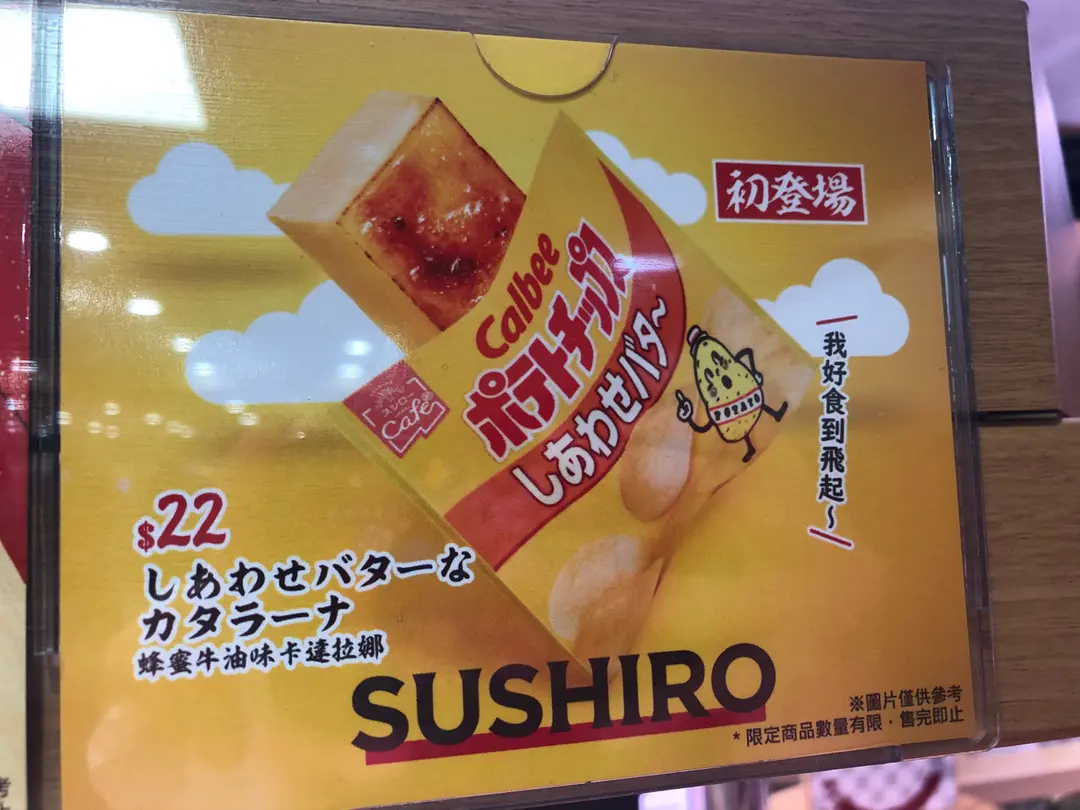 初登場
Calbee
ポテトチップス
しあわせバタ〜
POTATO
スシロー
Café
我好食到飛起～
$22
しあわせバターな
カタラーナ
蜂蜜牛油味卡達拉娜
SUSHIRO
※圖片僅供參考
*限定商品數量有限，售完即止